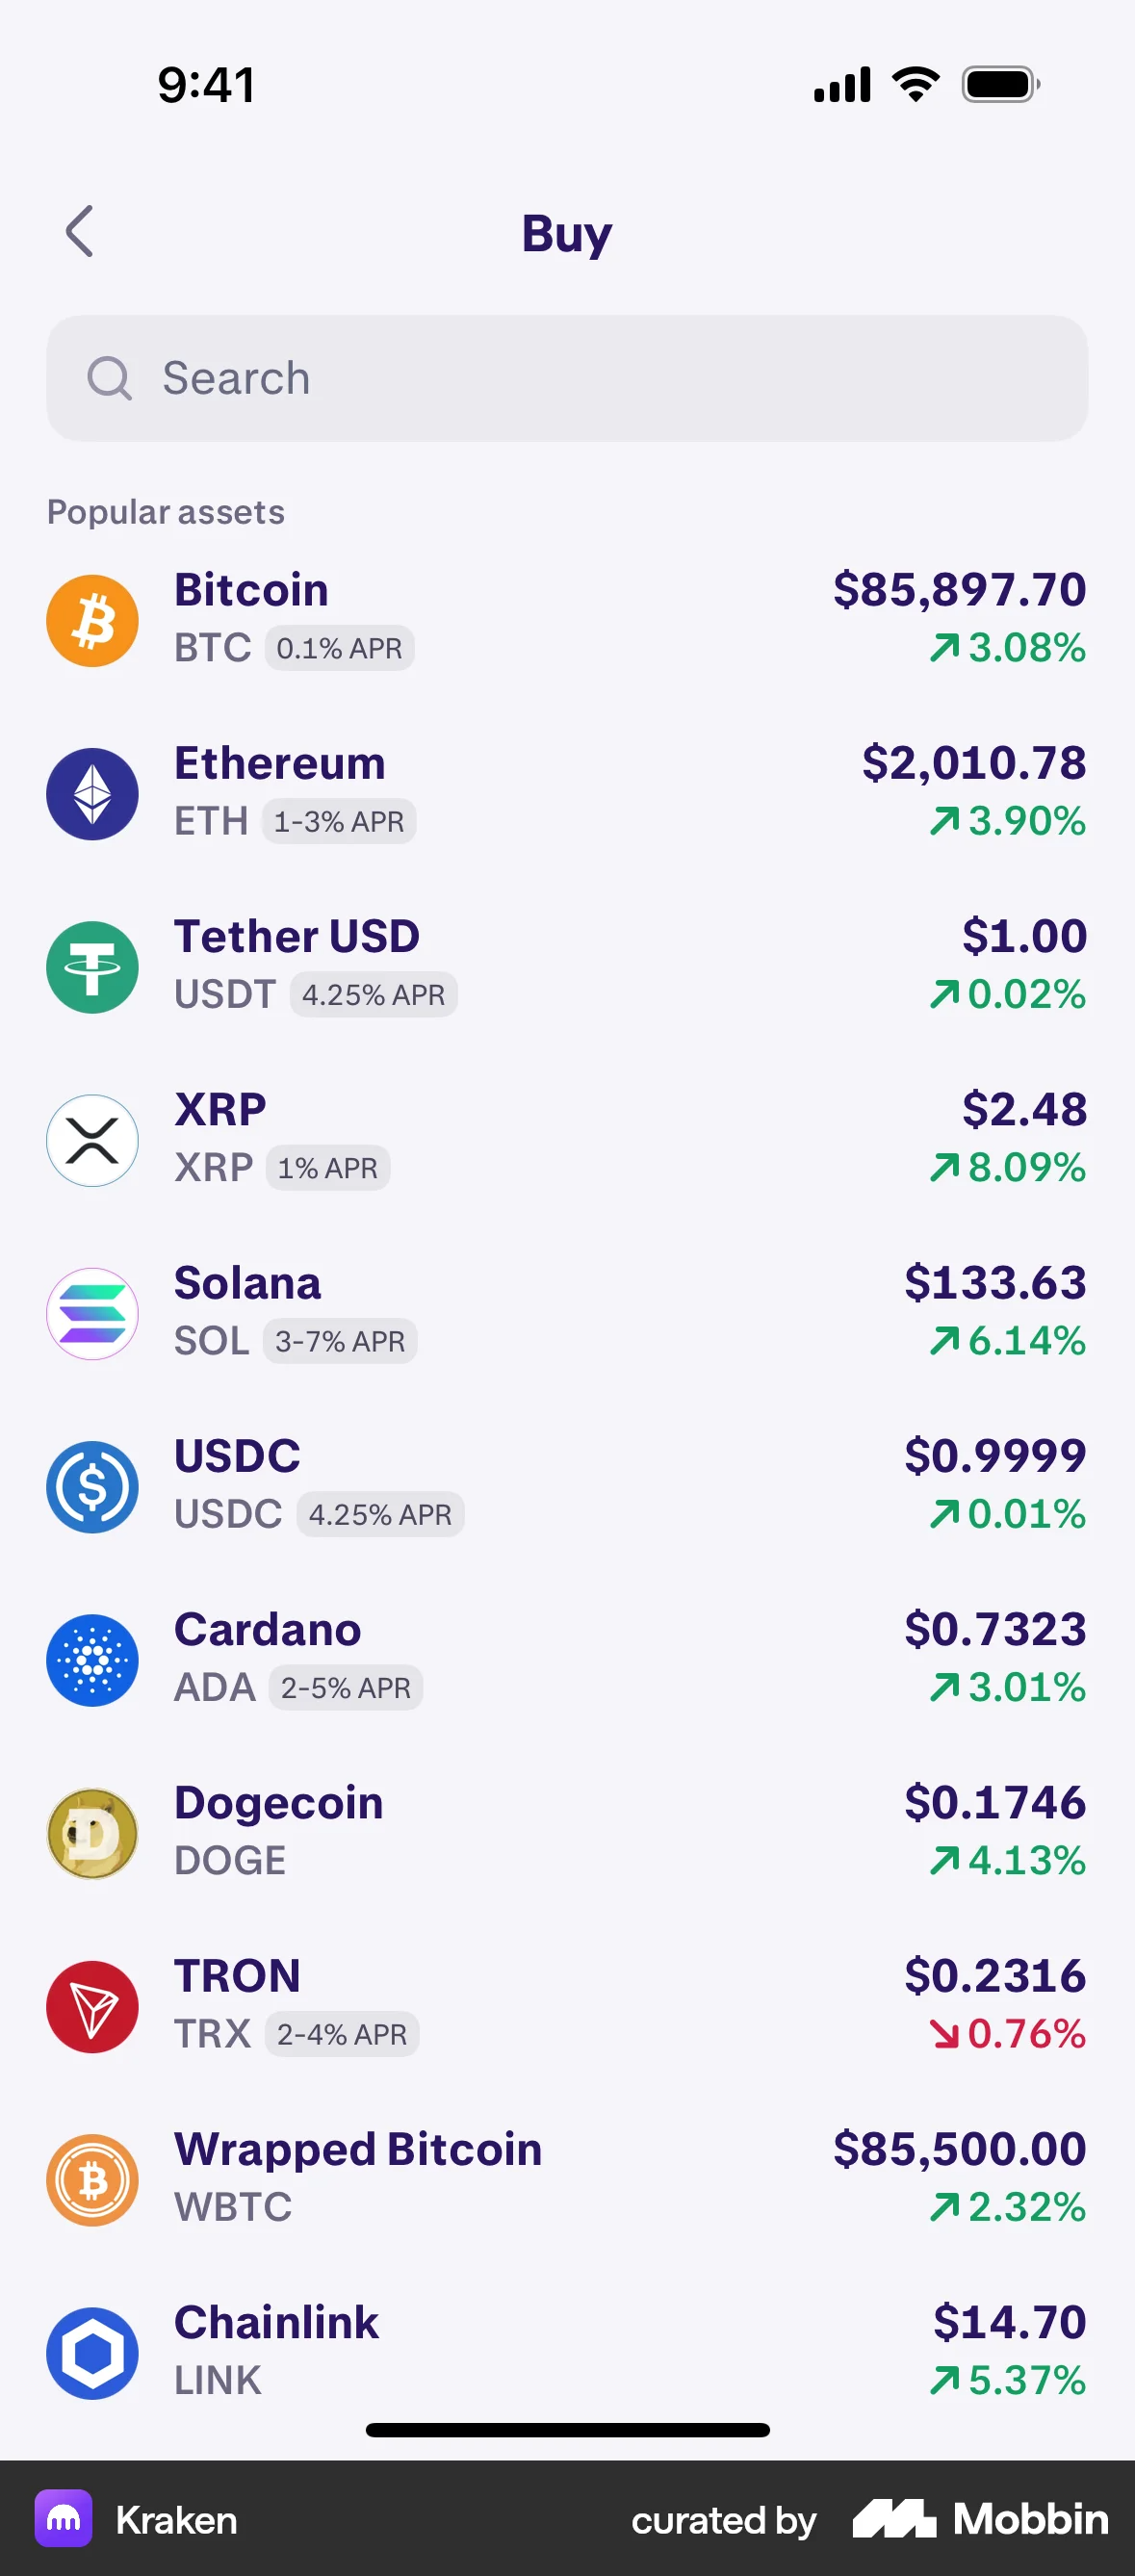 9:41
Buy
Search
Popular assets
Bitcoin $85,897.70
BTC 0.1% APR 3.08%
Ethereum $2,010.78
ETH 1-3% APR 3.90%
Tether USD $1.00
USDT 4.25% APR 0.02%
XRP $2.48
XRP 1% APR 8.09%
Solana $133.63
SOL 3-7% APR 6.14%
USDC $0.9999
USDC 4.25% APR 0.01%
Cardano $0.7323
ADA 2-5% APR 3.01%
Dogecoin $0.1746
DOGE 4.13%
TRON $0.2316
TRX 2-4% APR 0.76%
Wrapped Bitcoin $85,500.00
WBTC 2.32%
Chainlink $14.70
LINK 5.37%
Kraken curated by Mobbin